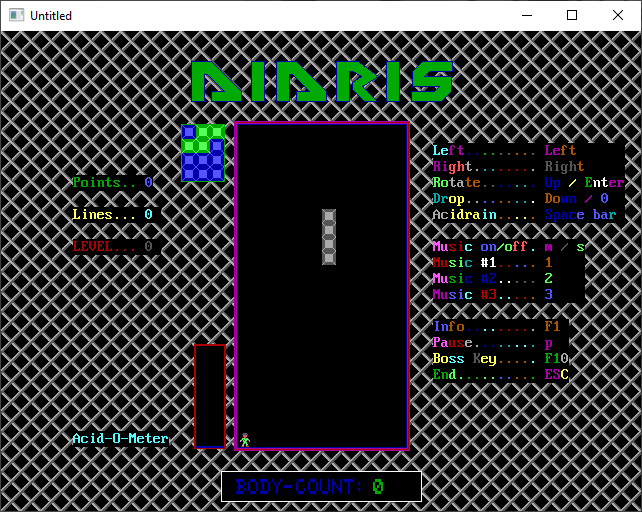 Untitled
AIARIS
Points.. 0
Lines... 0
LEVEL... 0
Left......... Left
Right........ Right
Rotate....... Up / Enter
Drop......... Down / 0
Acidrain..... Space bar
Music on/off. m / s
Music #1..... 1
Music #2..... 2
Music #3..... 3
Info......... F1
Pause........ p
Boss Key..... F10
End.......... ESC
Acid-O-Meter
BODY-COUNT: 0